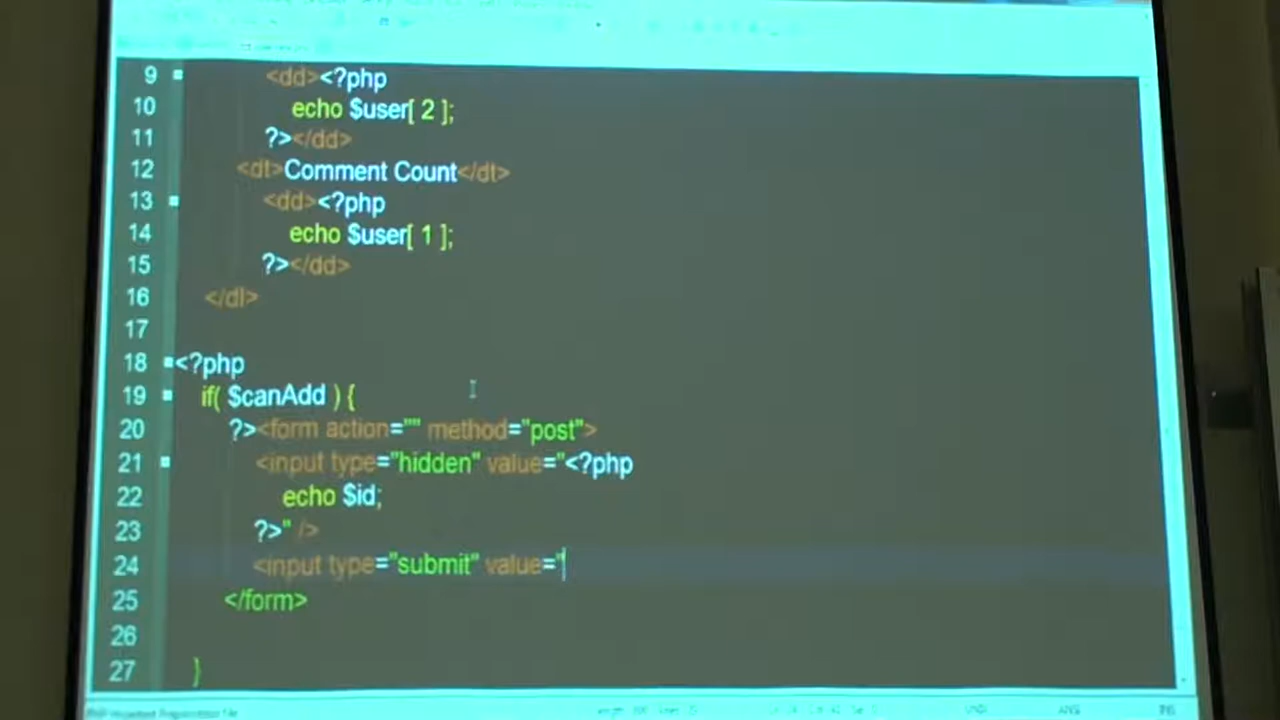 9 <dd><?php
10 echo $user[ 2 ];
11 ?></dd>
12 <dt>Comment Count</dt>
13 <dd><?php
14 echo $user[ 1 ];
15 ?></dd>
16 </dl>
17
18 <?php
19 if( $canAdd ) {
20 ?><form action="" method="post">
21 <input type="hidden" value="<?php
22 echo $id;
23 ?>" />
24 <input type="submit" value="
25 </form>
26
27 }